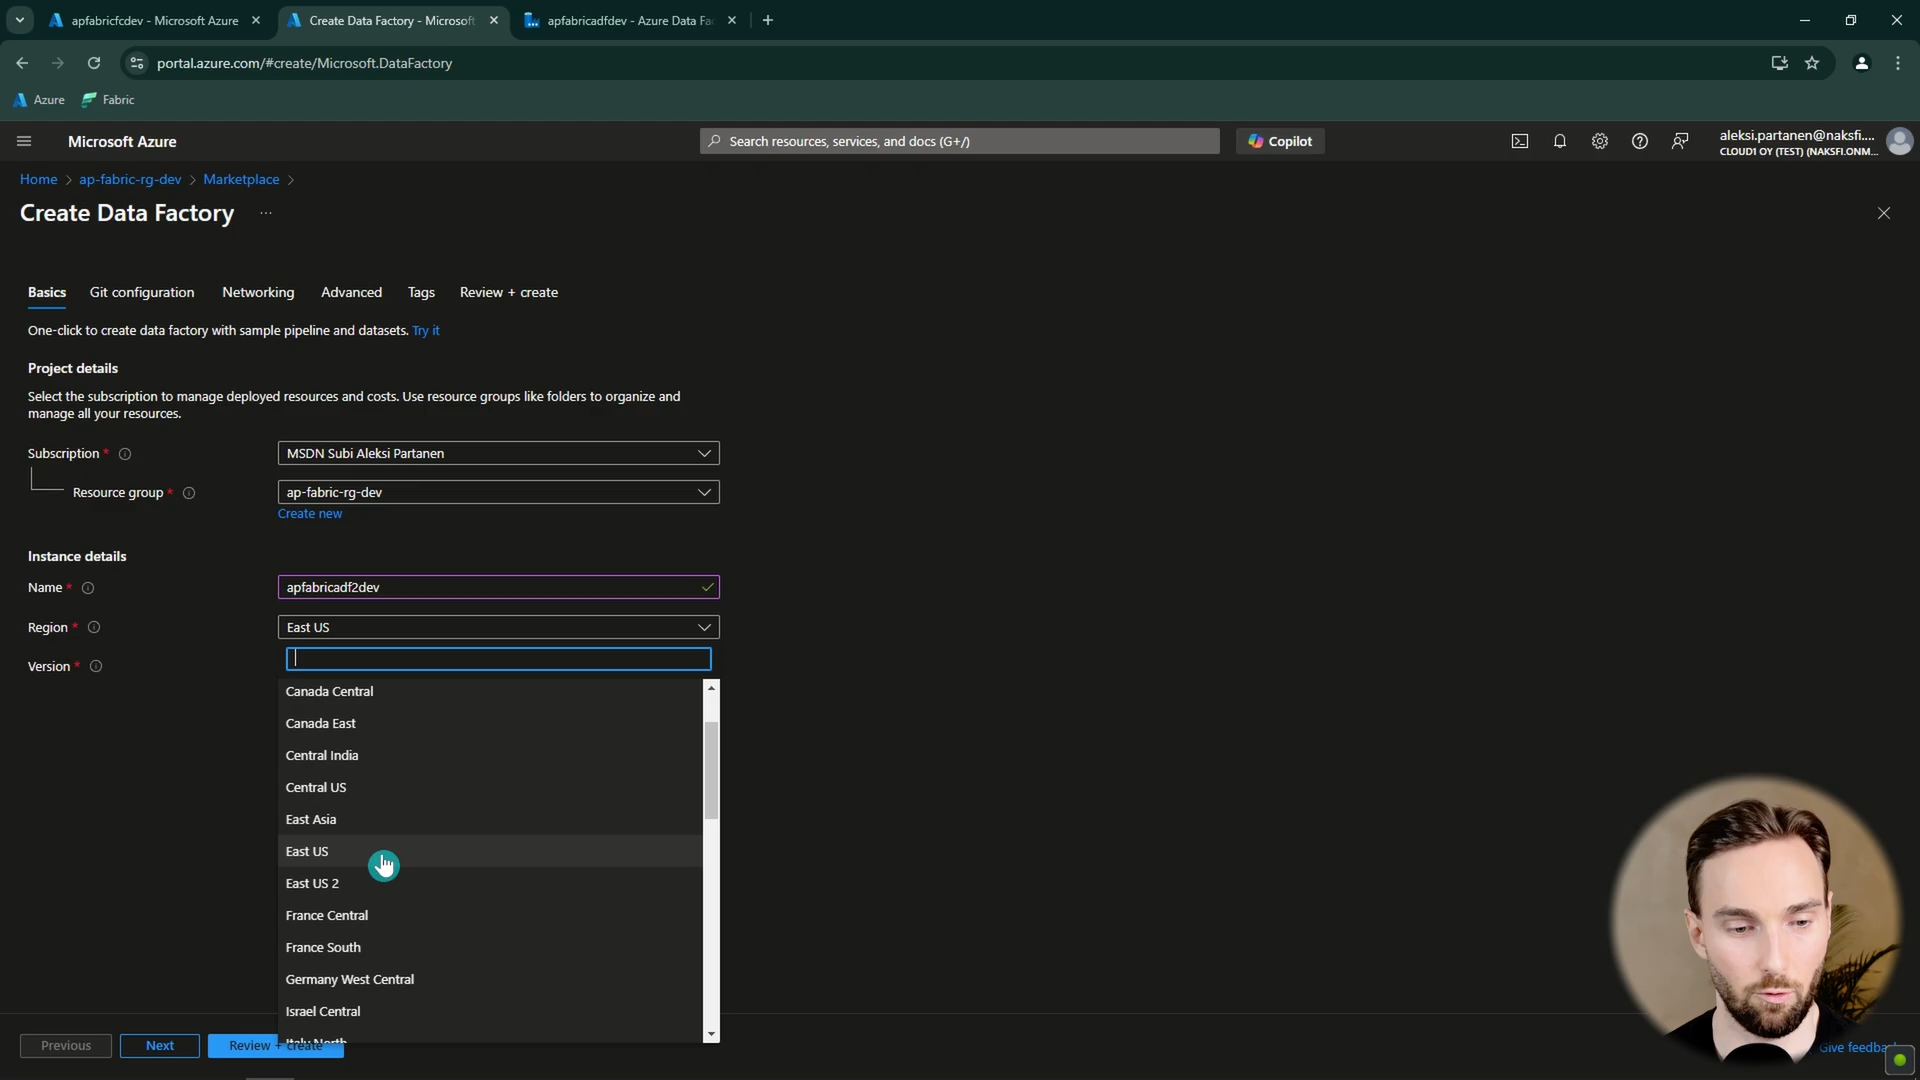 apfabricfcdev - Microsoft Azure
Create Data Factory - Microsoft
apfabricadfdev - Azure Data Fa
portal.azure.com/#create/Microsoft.DataFactory
Azure
Fabric
Microsoft Azure
Search resources, services, and docs (G+/)
Copilot
aleksi.partanen@naksfi....
CLOUD1 OY (TEST) (NAKSFI.ONM...
Home > ap-fabric-rg-dev > Marketplace >
Create Data Factory ...
Basics
Git configuration
Networking
Advanced
Tags
Review + create
One-click to create data factory with sample pipeline and datasets. Try it
Project details
Select the subscription to manage deployed resources and costs. Use resource groups like folders to organize and
manage all your resources.
Subscription *
MSDN Subi Aleksi Partanen
Resource group *
ap-fabric-rg-dev
Create new
Instance details
Name *
apfabricadf2dev
Region *
East US
Version *
Canada Central
Canada East
Central India
Central US
East Asia
East US
East US 2
France Central
France South
Germany West Central
Israel Central
Italy North
Previous
Next
Review + create
Give feedba